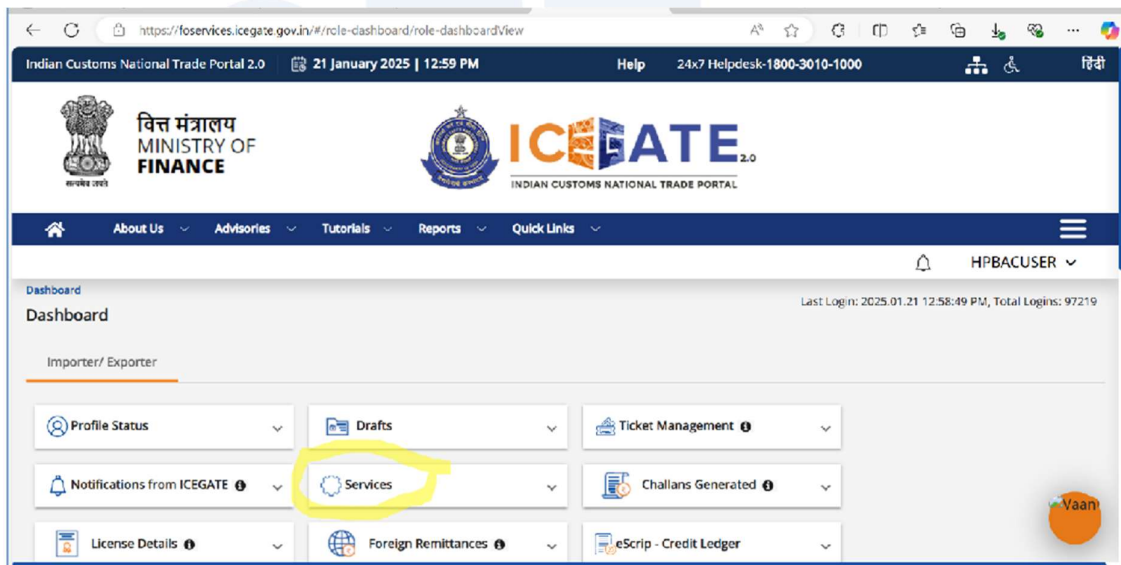 https://foservices.icegate.gov.in/#/role-dashboard/role-dashboardView
Indian Customs National Trade Portal 2.0 21 January 2025 | 12:59 PM Help 24x7 Helpdesk-1800-3010-1000 हिंदी
वित्त मंत्रालय
MINISTRY OF
FINANCE
सत्यमेव जयते
ICEGATE 2.0
INDIAN CUSTOMS NATIONAL TRADE PORTAL
About Us Advisories Tutorials Reports Quick Links
HPBACUSER
Dashboard
Last Login: 2025.01.21 12:58:49 PM, Total Logins: 97219
Dashboard
Importer/ Exporter
Profile Status Drafts Ticket Management
Notifications from ICEGATE Services Challans Generated
Vaan
License Details Foreign Remittances eScrip - Credit Ledger